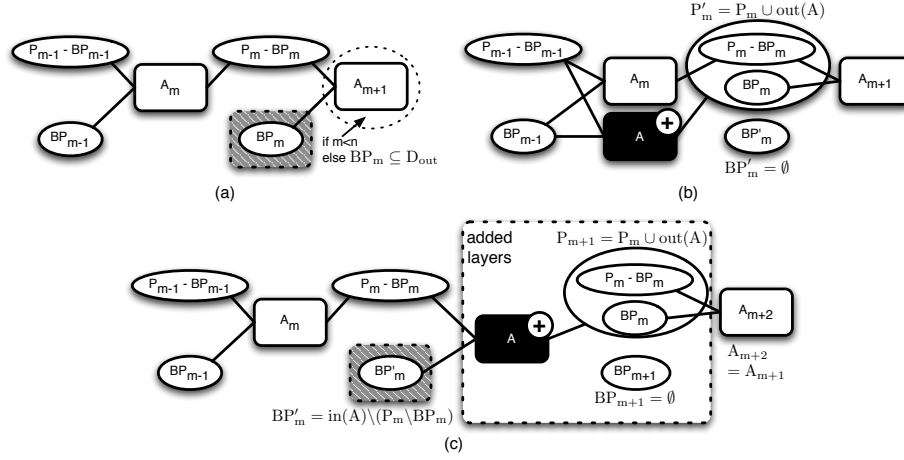 P_{m-1} - BP_{m-1}
P_m - BP_m
A_m
A_{m+1}
BP_{m-1}
BP_m
if m<n
else BP_m ⊆ D_out
(a)
P'_m = P_m ∪ out(A)
P_{m-1} - BP_{m-1}
P_m - BP_m
A_m
A_{m+1}
BP_m
+
BP_{m-1}
A
BP'_m
BP'_m = ∅
(b)
added
layers
P_{m+1} = P_m ∪ out(A)
P_{m-1} - BP_{m-1}
P_m - BP_m
P_m - BP_m
A_m
+
A
BP_m
A_{m+2}
BP_{m-1}
BP'_m
BP_{m+1}
A_{m+2}
= A_{m+1}
BP_{m+1} = ∅
BP'_m = in(A)\(P_m\BP_m)
(c)